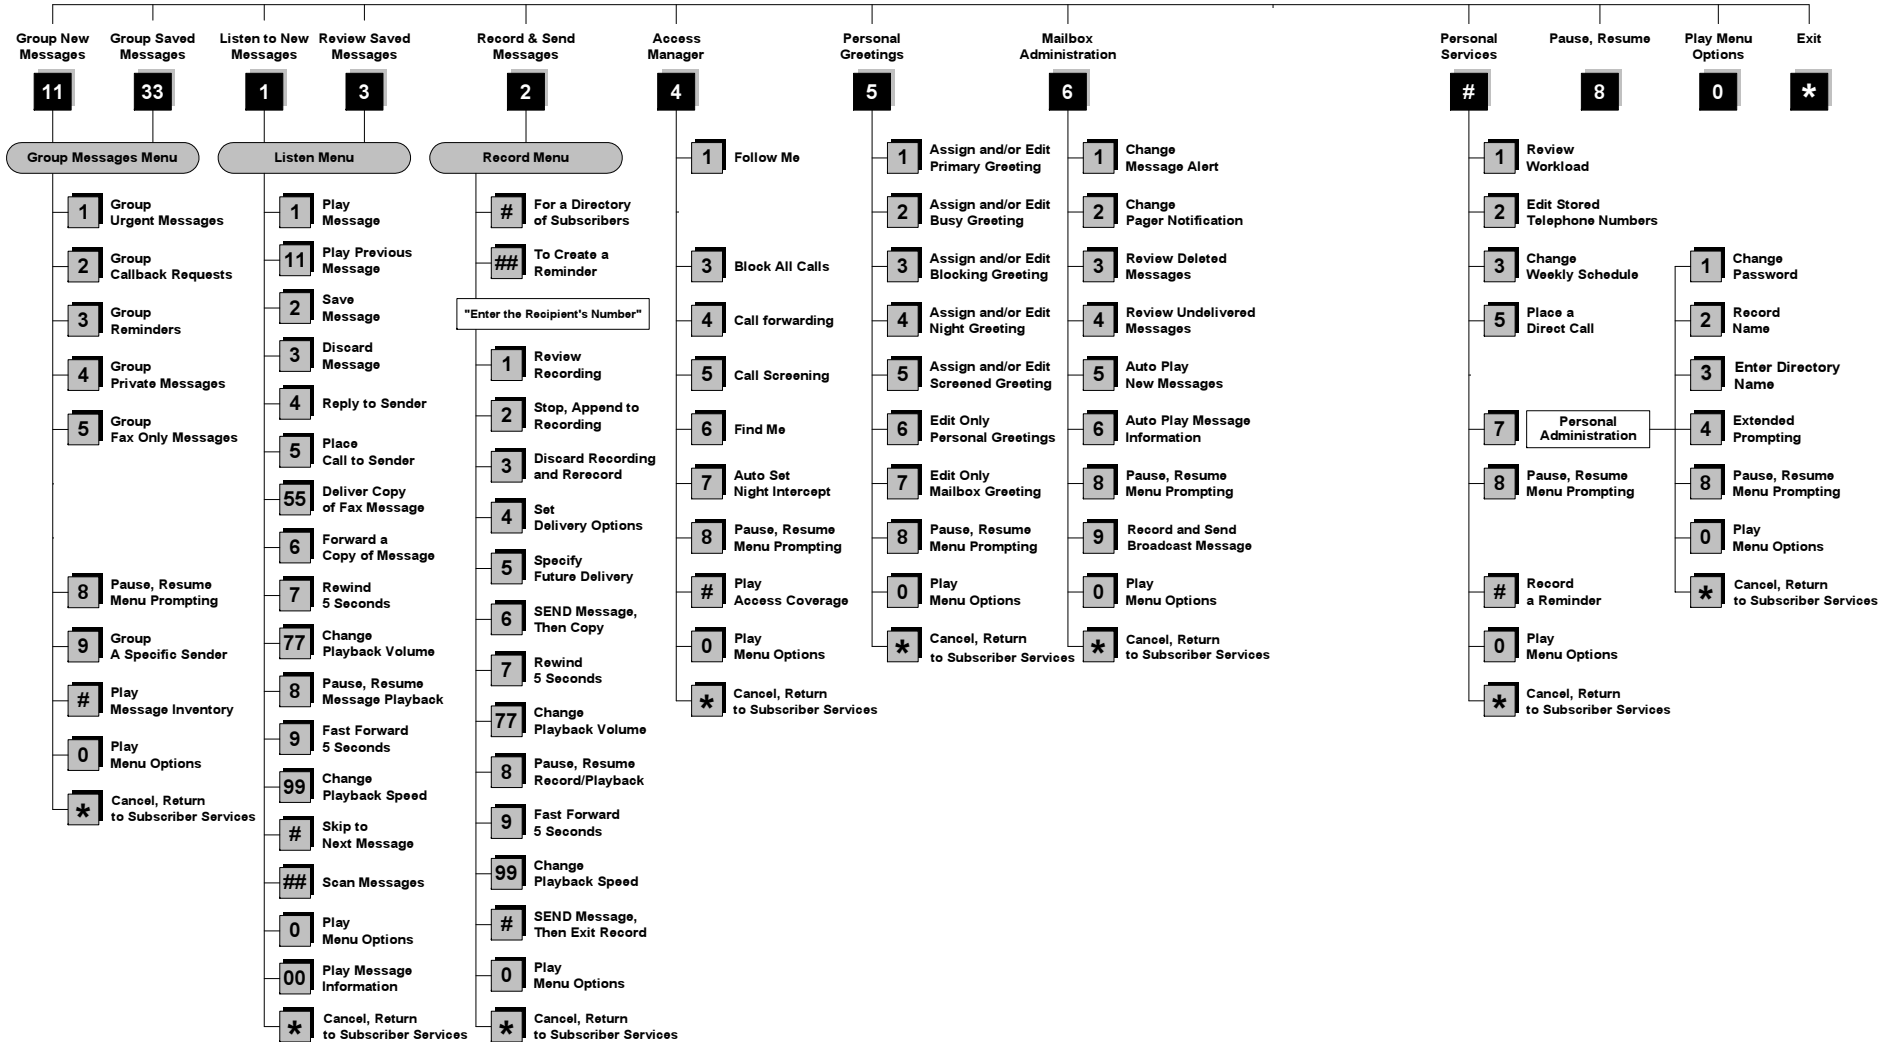 Group New
Messages
11
Group Saved
Messages
33
Listen to New
Messages
1
Review Saved
Messages
3
Record & Send
Messages
2
Access
Manager
4
Personal
Greetings
5
Mailbox
Administration
6
Personal
Services
#
Pause, Resume
8
Play Menu
Options
0
Exit
*
Group Messages Menu
1
Group
Urgent Messages
2
Group
Callback Requests
3
Group
Reminders
4
Group
Private Messages
5
Group
Fax Only Messages
8
Pause, Resume
Menu Prompting
9
Group
A Specific Sender
#
Play
Message Inventory
0
Play
Menu Options
*
Cancel, Return
to Subscriber Services
Listen Menu
1
Play
Message
11
Play Previous
Message
2
Save
Message
3
Discard
Message
4
Reply to Sender
5
Place
Call to Sender
55
Deliver Copy
of Fax Message
6
Forward a
Copy of Message
7
Rewind
5 Seconds
77
Change
Playback Volume
8
Pause, Resume
Message Playback
9
Fast Forward
5 Seconds
99
Change
Playback Speed
#
Skip to
Next Message
##
Scan Messages
0
Play
Menu Options
00
Play Message
Information
*
Cancel, Return
to Subscriber Services
Record Menu
#
For a Directory
of Subscribers
##
To Create a
Reminder
"Enter the Recipient's Number"
1
Review
Recording
2
Stop, Append to
Recording
3
Discard Recording
and Rerecord
4
Set
Delivery Options
5
Specify
Future Delivery
6
SEND Message,
Then Copy
7
Rewind
5 Seconds
77
Change
Playback Volume
8
Pause, Resume
Record/Playback
9
Fast Forward
5 Seconds
99
Change
Playback Speed
#
SEND Message,
Then Exit Record
0
Play
Menu Options
*
Cancel, Return
to Subscriber Services
1
Follow Me
3
Block All Calls
4
Call forwarding
5
Call Screening
6
Find Me
7
Auto Set
Night Intercept
8
Pause, Resume
Menu Prompting
#
Play
Access Coverage
0
Play
Menu Options
*
Cancel, Return
to Subscriber Services
1
Assign and/or Edit
Primary Greeting
2
Assign and/or Edit
Busy Greeting
3
Assign and/or Edit
Blocking Greeting
4
Assign and/or Edit
Night Greeting
5
Assign and/or Edit
Screened Greeting
6
Edit Only
Personal Greetings
7
Edit Only
Mailbox Greeting
8
Pause, Resume
Menu Prompting
0
Play
Menu Options
*
Cancel, Return
to Subscriber Services
1
Change
Message Alert
2
Change
Pager Notification
3
Review Deleted
Messages
4
Review Undelivered
Messages
5
Auto Play
New Messages
6
Auto Play Message
Information
8
Pause, Resume
Menu Prompting
9
Record and Send
Broadcast Message
0
Play
Menu Options
*
Cancel, Return
to Subscriber Services
1
Review
Workload
2
Edit Stored
Telephone Numbers
3
Change
Weekly Schedule
5
Place a
Direct Call
7
Personal
Administration
8
Pause, Resume
Menu Prompting
#
Record
a Reminder
0
Play
Menu Options
*
Cancel, Return
to Subscriber Services
1
Change
Password
2
Record
Name
3
Enter Directory
Name
4
Extended
Prompting
8
Pause, Resume
Menu Prompting
0
Play
Menu Options
*
Cancel, Return
to Subscriber Services